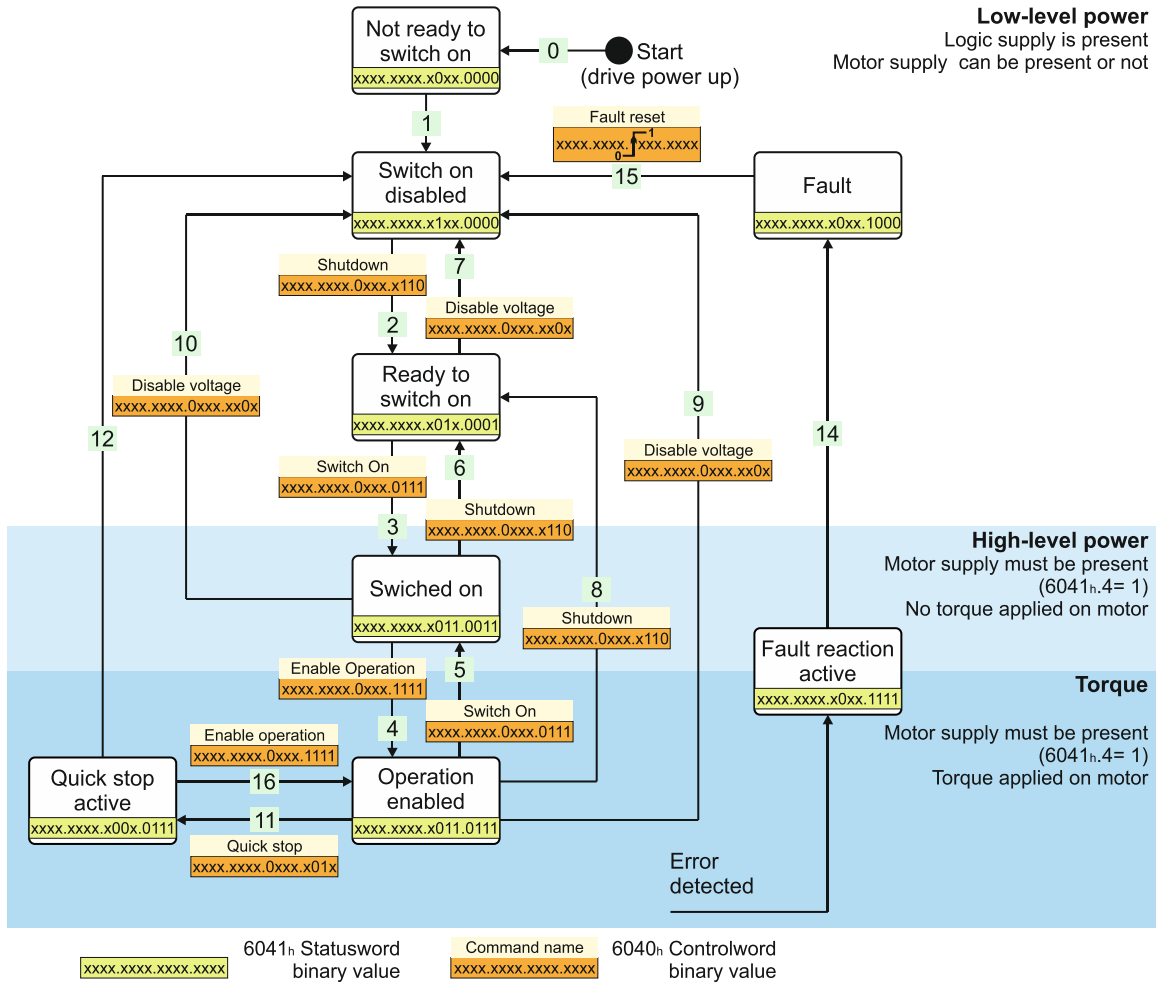 Low-level power
Logic supply is present
Motor supply can be present or not
Not ready to
switch on
xxxx.xxxx.x0xx.0000
0
Start
(drive power up)
1
Fault reset
xxxx.xxxx. xxx.xxxx
1
0
15
Switch on
disabled
xxxx.xxxx.x1xx.0000
Fault
xxxx.xxxx.x0xx.1000
Shutdown
xxxx.xxxx.0xxx.x110
7
2
Disable voltage
xxxx.xxxx.0xxx.xx0x
10
Disable voltage
xxxx.xxxx.0xxx.xx0x
Ready to
switch on
xxxx.xxxx.x01x.0001
12
9
14
Switch On
xxxx.xxxx.0xxx.0111
6
Disable voltage
xxxx.xxxx.0xxx.xx0x
3
Shutdown
xxxx.xxxx.0xxx.x110
High-level power
Motor supply must be present
(6041h.4= 1)
No torque applied on motor
Swiched on
xxxx.xxxx.x011.0011
8
Shutdown
xxxx.xxxx.0xxx.x110
Fault reaction
active
xxxx.xxxx.x0xx.1111
Enable Operation
xxxx.xxxx.0xxx.1111
5
4
Switch On
xxxx.xxxx.0xxx.0111
Torque
Motor supply must be present
(6041h.4= 1)
Torque applied on motor
Enable operation
xxxx.xxxx.0xxx.1111
16
Quick stop
active
xxxx.xxxx.x00x.0111
Operation
enabled
xxxx.xxxx.x011.0111
11
Quick stop
xxxx.xxxx.0xxx.x01x
Error
detected
xxxx.xxxx.xxxx.xxxx
6041h Statusword
binary value
Command name
xxxx.xxxx.xxxx.xxxx
6040h Controlword
binary value